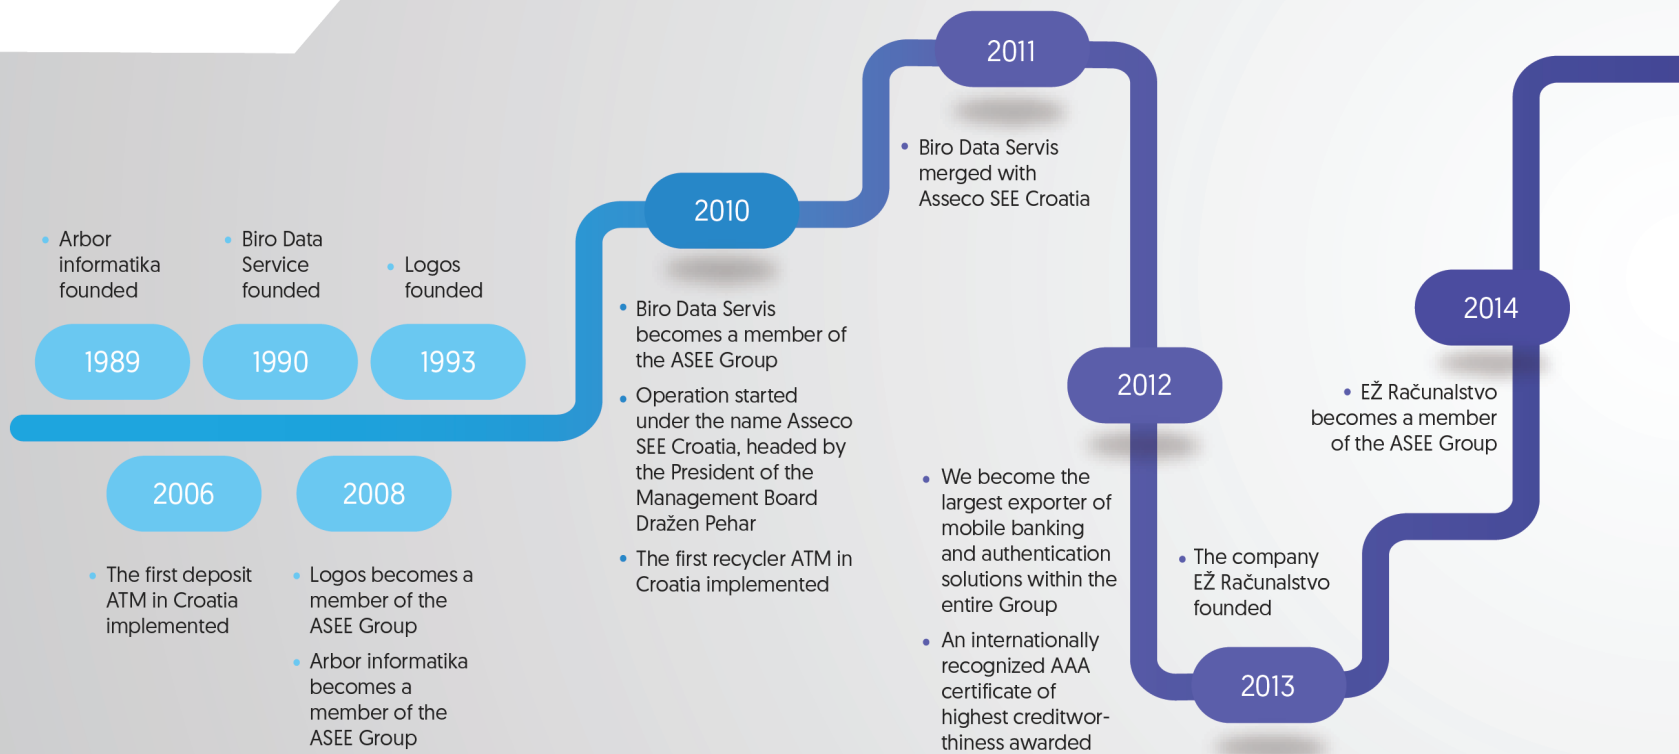 Arbor
informatika
founded
1989
Biro Data
Service
founded
1990
Logos
founded
1993
2006
The first deposit
ATM in Croatia
implemented
2008
Logos becomes a
member of the
ASEE Group
Arbor informatika
becomes a
member of the
ASEE Group
2010
Biro Data Servis
becomes a member of
the ASEE Group
Operation started
under the name Asseco
SEE Croatia, headed by
the President of the
Management Board
Dražen Pehar
The first recycler ATM in
Croatia implemented
2011
Biro Data Servis
merged with
Asseco SEE Croatia
2012
We become the
largest exporter of
mobile banking
and authentication
solutions within the
entire Group
An internationally
recognized AAA
certificate of
highest creditwor-
thiness awarded
The company
EŽ Računalstvo
founded
2013
2014
EŽ Računalstvo
becomes a member
of the ASEE Group